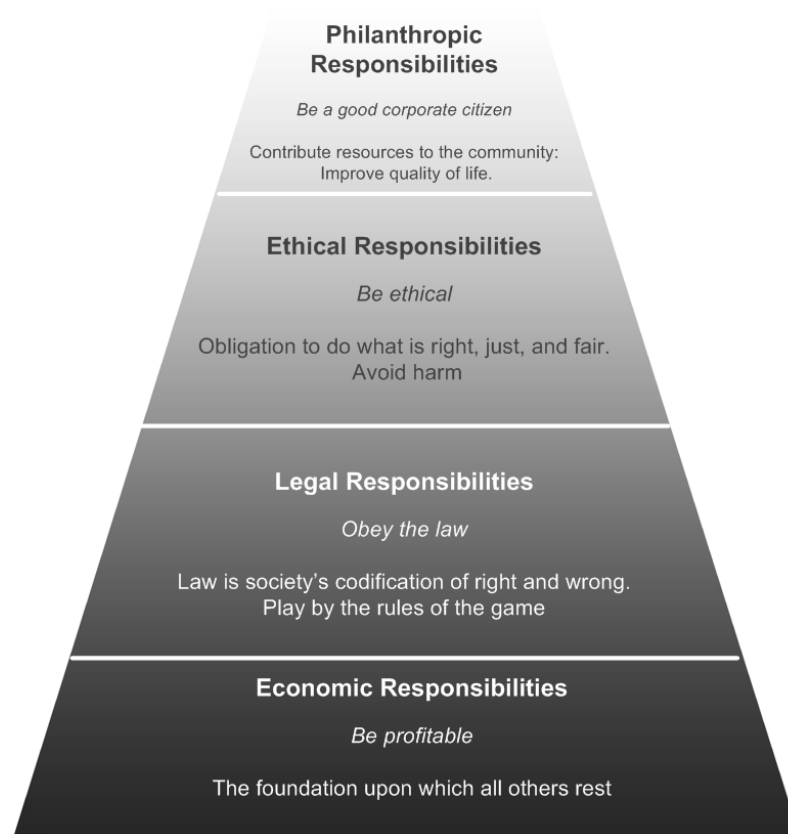 Philanthropic
Responsibilities
Be a good corporate citizen
Contribute resources to the community:
Improve quality of life.
Ethical Responsibilities
Be ethical
Obligation to do what is right, just, and fair.
Avoid harm
Legal Responsibilities
Obey the law
Law is society’s codification of right and wrong.
Play by the rules of the game
Economic Responsibilities
Be profitable
The foundation upon which all others rest